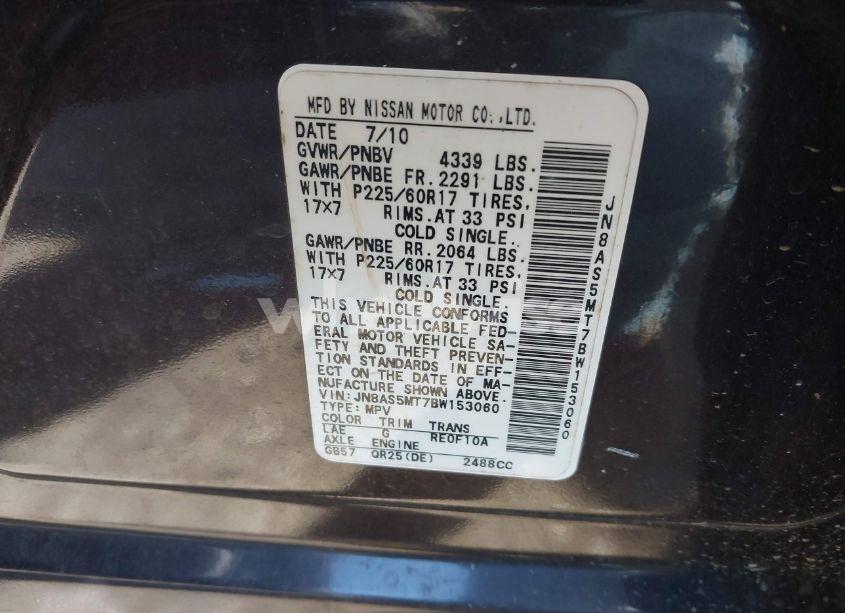 MFD BY NISSAN MOTOR CO.,LTD.
DATE 7/10
GVWR/PNBV 4339 LBS.
GAWR/PNBE FR. 2291 LBS.
WITH P225/60R17 TIRES,
17×7 RIMS.AT 33 PSI
COLD SINGLE.
GAWR/PNBE RR. 2064 LBS.
WITH P225/60R17 TIRES,
17×7 RIMS.AT 33 PSI
COLD SINGLE.
THIS VEHICLE CONFORMS
TO ALL APPLICABLE FED-
ERAL MOTOR VEHICLE SA-
FETY AND THEFT PREVEN-
TION STANDARDS IN EFF-
ECT ON THE DATE OF MA-
NUFACTURE SHOWN ABOVE.
VIN: JN8AS5MT7BW153060
TYPE: MPV
COLOR TRIM TRANS
LAE G RE0F10A
AXLE ENGINE
GB57 QR25(DE) 2488CC
JN8AS5MT7BW153060